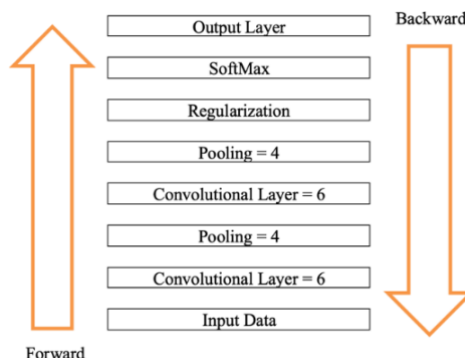 Backward
Output Layer
SoftMax
Regularization
Pooling = 4
Convolutional Layer = 6
Pooling = 4
Convolutional Layer = 6
Input Data
Forward